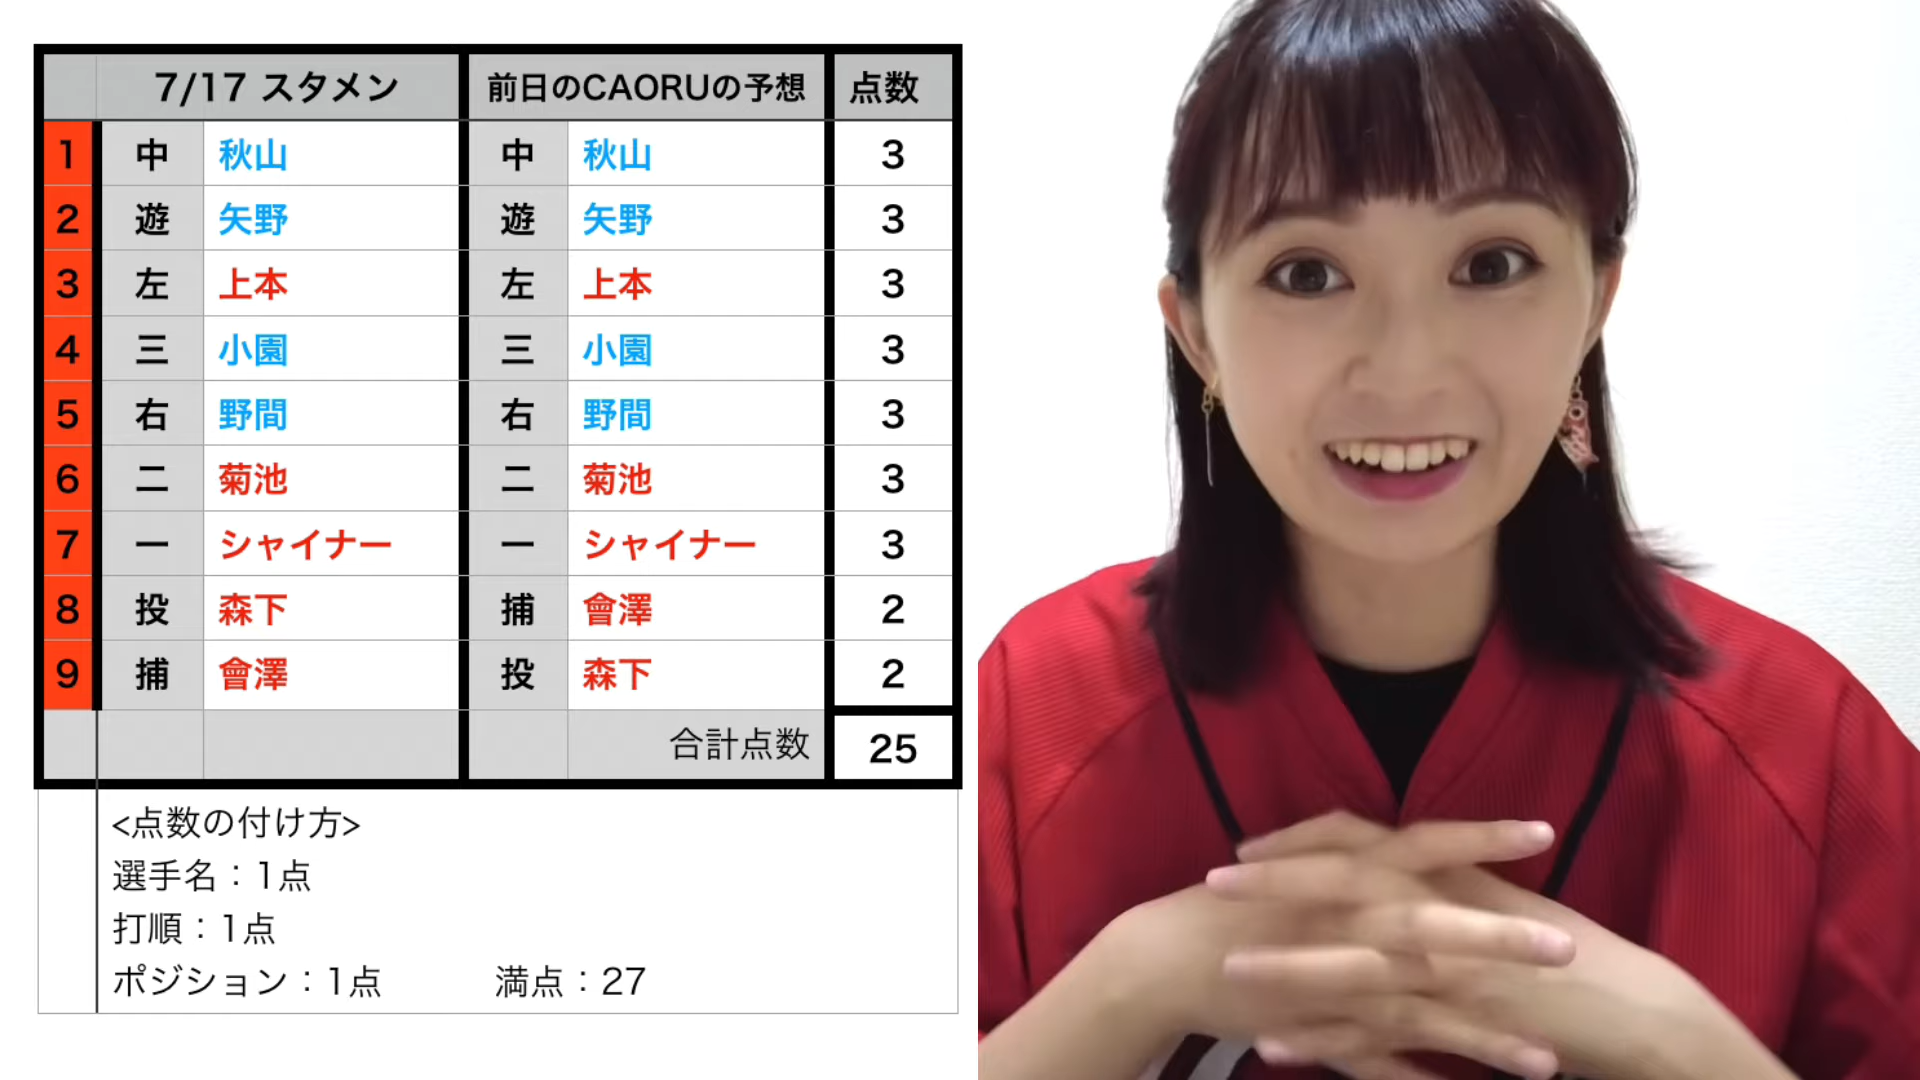 7/17 スタメン 前日のCAORUの予想 点数
1 中 秋山 中 秋山 3
2 遊 矢野 遊 矢野 3
3 左 上本 左 上本 3
4 三 小園 三 小園 3
5 右 野間 右 野間 3
6 二 菊池 二 菊池 3
7 一 シャイナー 一 シャイナー 3
8 投 森下 捕 會澤 2
9 捕 會澤 投 森下 2
合計点数 25
<点数の付け方>
選手名：1点
打順：1点
ポジション：1点 満点：27